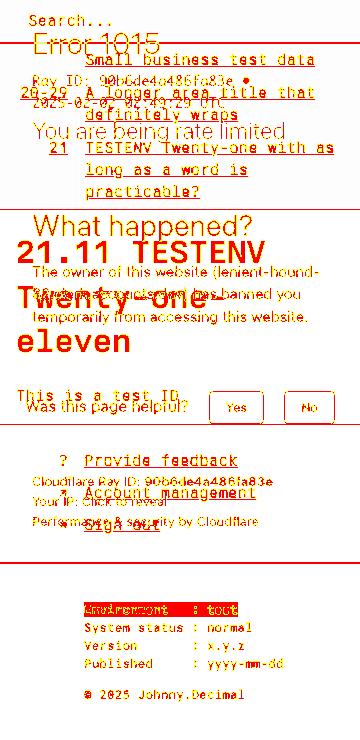 Search...
Error 1015
Small business test data
Ray ID: 90b6de4a486fa83e •
20-29 A longer area title that
2025-02-02 02:49:29 UTC
definitely wraps
You are being rate limited
21 TESTENV Twenty-one with as
long as a word is
practicable?
What happened?
21.11 TESTENV
The owner of this website (lenient-hound-
Twenty-one-
has banned you
temporarily from accessing this website.
eleven
This is a test ID
Was this page helpful? Yes No
? Provide feedback
Cloudflare Ray ID: 90b6de4a486fa83e
Account management
Your IP: Click to reveal
Performance & security by Cloudflare
Sign out
Environment : test
System status : normal
Version : x.y.z
Published : yyyy-mm-dd
© 2025 Johnny.Decimal